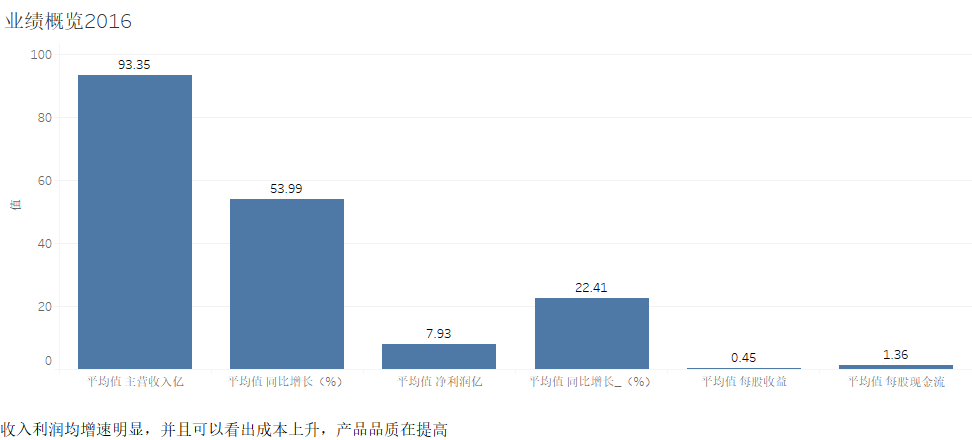 业绩概览2016
100
93.35
80
60
53.99
值
40
22.41
20
7.93
0.45
1.36
0
平均值 主营收入亿
平均值 同比增长（%）
平均值 净利润亿
平均值 同比增长_（%）
平均值 每股收益
平均值 每股现金流
收入利润均增速明显，并且可以看出成本上升，产品品质在提高